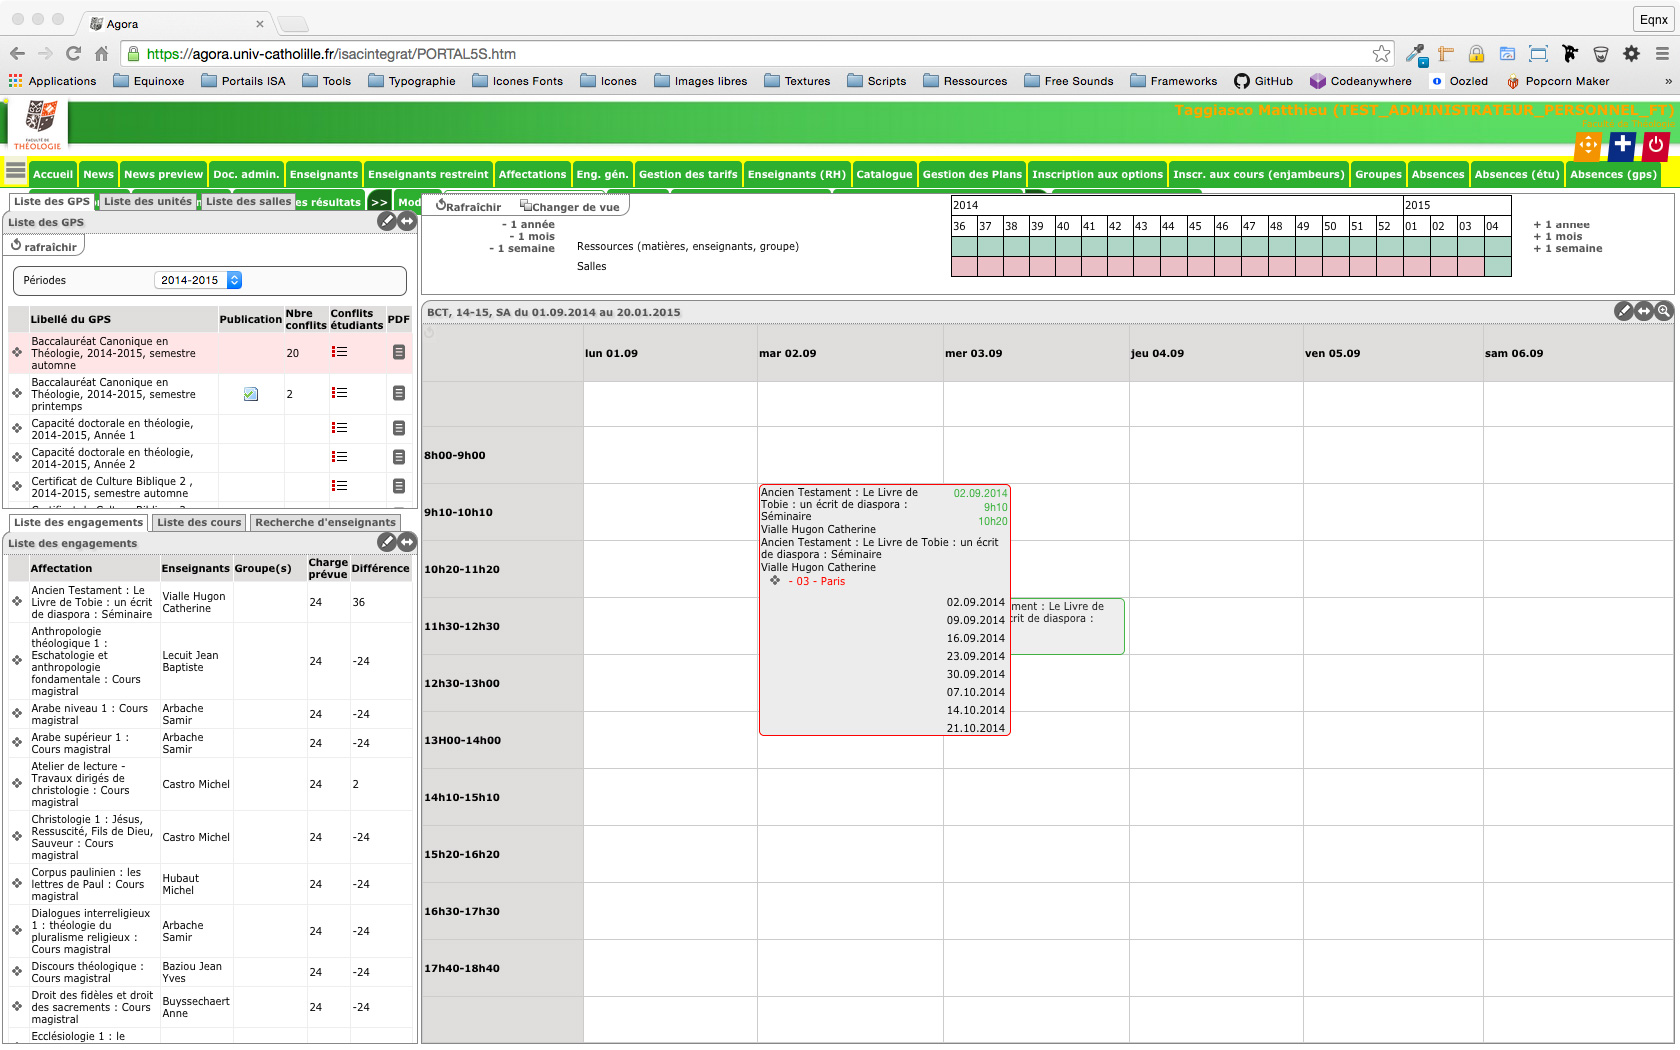 Agora
Eqnx
https://agora.univ-catholille.fr/isacintegrat/PORTAL5S.htm
Applications Equinoxe Portails ISA Tools Typographie Icones Fonts Icones Images libres Textures Scripts Ressources Free Sounds Frameworks GitHub Codeanywhere Oozled Popcorn Maker »
FACULTÉ DE
THÉOLOGIE
Taggiasco Matthieu (TEST_ADMINISTRATEUR_PERSONNEL_FT)
Accueil News News preview Doc. admin. Enseignants Enseignants restreint Affectations Eng. gén. Gestion des tarifs Enseignants (RH) Catalogue Gestion des Plans Inscription aux options Inscr. aux cours (enjambeurs) Groupes Absences Absences (étu) Absences (gps)
Liste des GPS Liste des unités Liste des salles es résultats >> Mod
Liste des GPS
rafraîchir
Périodes 2014-2015
Libellé du GPS Publication Nbre conflits Conflits étudiants PDF
Baccalauréat Canonique en
Théologie, 2014-2015, semestre 20
automne
Baccalauréat Canonique en
Théologie, 2014-2015, semestre 2
printemps
Capacité doctorale en théologie,
2014-2015, Année 1
Capacité doctorale en théologie,
2014-2015, Année 2
Certificat de Culture Biblique 2 ,
2014-2015, semestre automne
Liste des engagements Liste des cours Recherche d'enseignants
Liste des engagements
Affectation Enseignants Groupe(s) Charge prévue Différence
Ancien Testament : Le
Livre de Tobie : un écrit
de diaspora : Séminaire
Vialle Hugon
Catherine
24 36
Anthropologie
théologique 1 :
Eschatologie et
anthropologie
fondamentale : Cours
magistral
Lecuit Jean
Baptiste
24 -24
Arabe niveau 1 : Cours
magistral
Arbache
Samir
24 -24
Arabe supérieur 1 :
Cours magistral
Arbache
Samir
24 -24
Atelier de lecture -
Travaux dirigés de
christologie : Cours
magistral
Castro Michel
24 2
Christologie 1 : Jésus,
Ressuscité, Fils de Dieu,
Sauveur : Cours
magistral
Castro Michel
24 -24
Corpus paulinien : les
lettres de Paul : Cours
magistral
Hubaut
Michel
24 -24
Dialogues interreligieux
1 : théologie du
pluralisme religieux :
Cours magistral
Arbache
Samir
24 -24
Discours théologique :
Cours magistral
Baziou Jean
Yves
24 -24
Droit des fidèles et droit
des sacrements : Cours
magistral
Buyssechaert
Anne
24 -24
Ecclésiologie 1 : le
Rafraîchir Changer de vue
- 1 année
- 1 mois
- 1 semaine
Ressources (matières, enseignants, groupe)
Salles
2014 2015
36 37 38 39 40 41 42 43 44 45 46 47 48 49 50 51 52 01 02 03 04
+ 1 année
+ 1 mois
+ 1 semaine
BCT, 14-15, SA du 01.09.2014 au 20.01.2015
lun 01.09 mar 02.09 mer 03.09 jeu 04.09 ven 05.09 sam 06.09
8h00-9h00
9h10-10h10
10h20-11h20
11h30-12h30
12h30-13h00
13H00-14h00
14h10-15h10
15h20-16h20
16h30-17h30
17h40-18h40
Ancien Testament : Le Livre de 02.09.2014
Tobie : un écrit de diaspora : 9h10
Séminaire 10h20
Vialle Hugon Catherine
Ancien Testament : Le Livre de Tobie : un écrit
de diaspora : Séminaire
Vialle Hugon Catherine
- 03 - Paris
02.09.2014
09.09.2014
16.09.2014
23.09.2014
30.09.2014
07.10.2014
14.10.2014
21.10.2014
ment : Le Livre de
crit de diaspora :